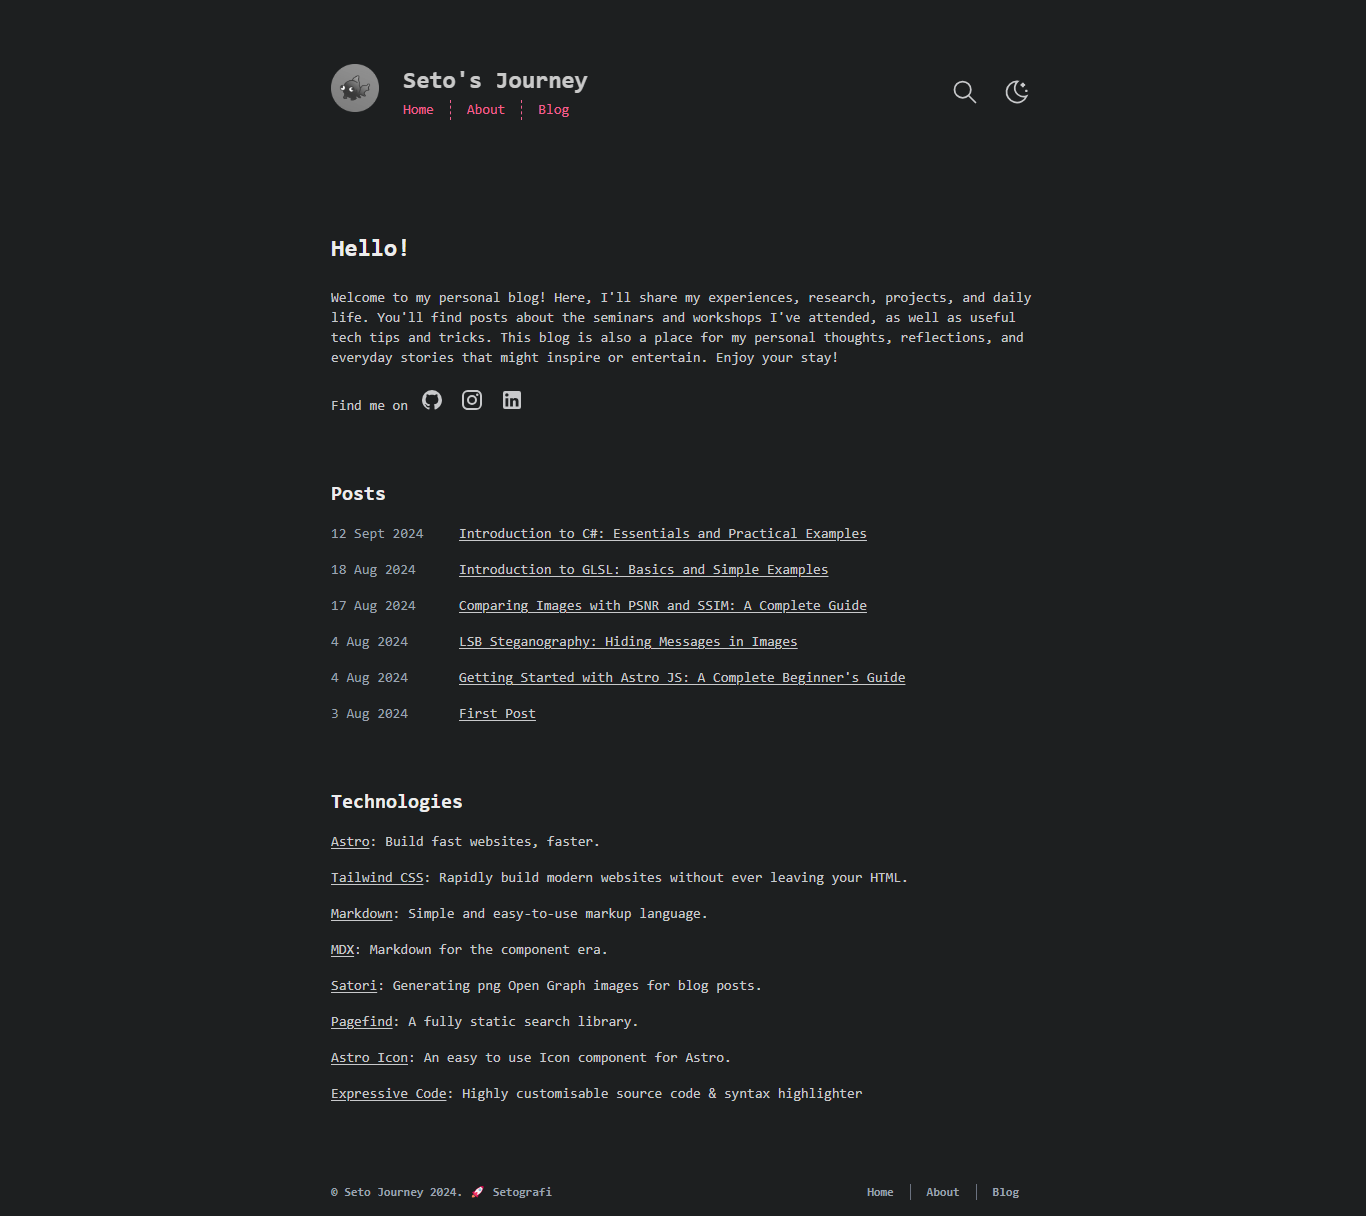 Seto's Journey
Home About Blog
Hello!
Welcome to my personal blog! Here, I'll share my experiences, research, projects, and daily
life. You'll find posts about the seminars and workshops I've attended, as well as useful
tech tips and tricks. This blog is also a place for my personal thoughts, reflections, and
everyday stories that might inspire or entertain. Enjoy your stay!
Find me on
Posts
12 Sept 2024 Introduction to C#: Essentials and Practical Examples
18 Aug 2024 Introduction to GLSL: Basics and Simple Examples
17 Aug 2024 Comparing Images with PSNR and SSIM: A Complete Guide
4 Aug 2024 LSB Steganography: Hiding Messages in Images
4 Aug 2024 Getting Started with Astro JS: A Complete Beginner's Guide
3 Aug 2024 First Post
Technologies
Astro: Build fast websites, faster.
Tailwind CSS: Rapidly build modern websites without ever leaving your HTML.
Markdown: Simple and easy-to-use markup language.
MDX: Markdown for the component era.
Satori: Generating png Open Graph images for blog posts.
Pagefind: A fully static search library.
Astro Icon: An easy to use Icon component for Astro.
Expressive Code: Highly customisable source code & syntax highlighter
© Seto Journey 2024. 🚀 Setografi Home About Blog